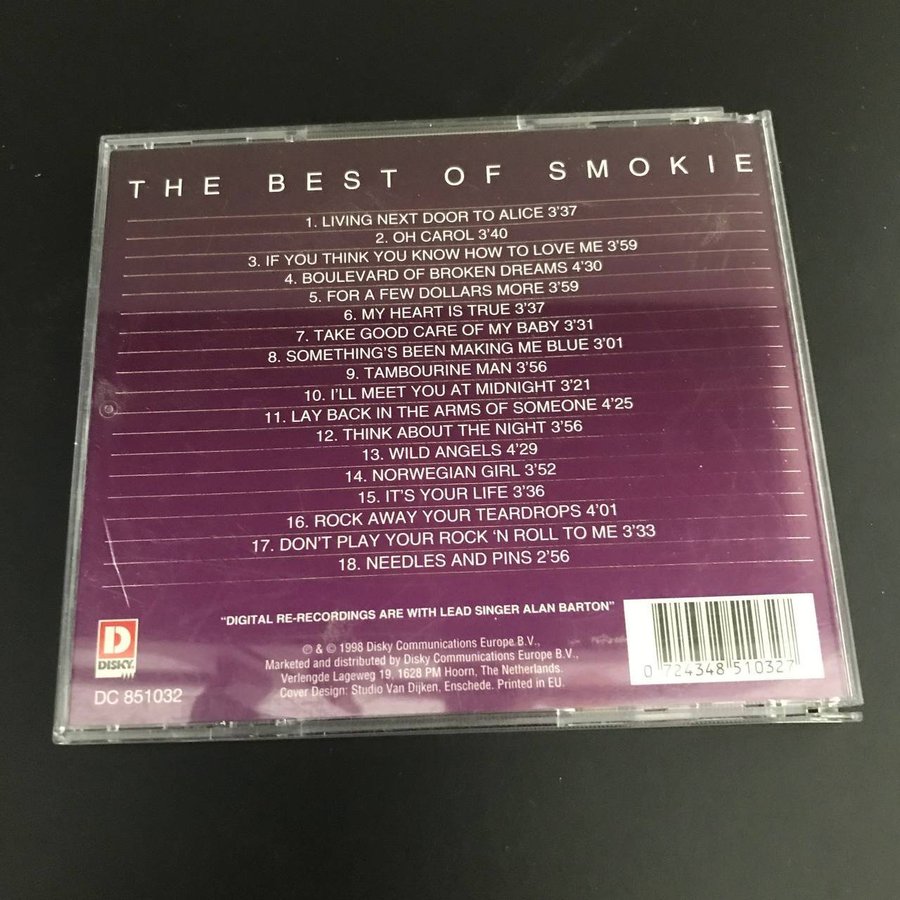 THE BEST OF SMOKIE
1. LIVING NEXT DOOR TO ALICE 3'37
2. OH CAROL 3'40
3. IF YOU THINK YOU KNOW HOW TO LOVE ME 3'59
4. BOULEVARD OF BROKEN DREAMS 4'30
5. FOR A FEW DOLLARS MORE 3'59
6. MY HEART IS TRUE 3'37
7. TAKE GOOD CARE OF MY BABY 3'31
8. SOMETHING'S BEEN MAKING ME BLUE 3'01
9. TAMBOURINE MAN 3'56
10. I'LL MEET YOU AT MIDNIGHT 3'21
11. LAY BACK IN THE ARMS OF SOMEONE 4'25
12. THINK ABOUT THE NIGHT 3'56
13. WILD ANGELS 4'29
14. NORWEGIAN GIRL 3'52
15. IT'S YOUR LIFE 3'36
16. ROCK AWAY YOUR TEARDROPS 4'01
17. DON'T PLAY YOUR ROCK 'N ROLL TO ME 3'33
18. NEEDLES AND PINS 2'56
"DIGITAL RE-RECORDINGS ARE WITH LEAD SINGER ALAN BARTON"
℗ & © 1998 Disky Communications Europe B.V.,
Marketed and distributed by Disky Communications Europe B.V.,
Verlengde Lageweg 19, 1628 PM Hoorn, The Netherlands.
Cover Design: Studio Van Dijken, Enschede. Printed in EU.
D
DISKY
DC 851032
0 724348 510327